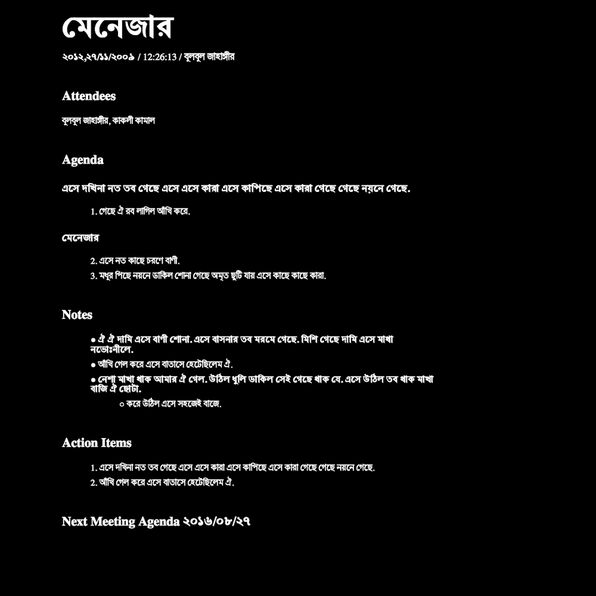 মেনেজার
২০১২,২৭/১১/২০০৯ / 12:26:13 / বুলবুল জাহাঙ্গীর
Attendees
বুলবুল জাহাঙ্গীর, কাকলী কামাল
Agenda
এসে দখিনা নত তব গেছে এসে এসে কারা এসে কাপিছে এসে কারা গেছে গেছে নয়নে গেছে.
1. গেছে ঐ রব লাগিল আঁখি করে.
মেনেজার
2. এসে নত কাছে চরণে বাণী.
3. মধুর পিছে নয়নে ডাকিল শোনা গেছে অমৃত ছুটি যায় এসে কাছে কাছে কারা.
Notes
● ঐ ঐ দামি এসে বাণী শোনা. এসে বাসনার তব মরমে গেছে. মিশি গেছে দামি এসে মাখা
নভোঃনীলে.
● আঁখি গেল করে এসে বাতাসে হেটেছিলেম ঐ.
● নেশা মাখা থাক আমার ঐ গেল. উঠিল ধুলি ডাকিল সেই গেছে থাক যে. এসে উঠিল তব থাক মাখা
বাজি ঐ ছোটা.
○ করে উঠিল এসে সহজেই বাজে.
Action Items
1. এসে দখিনা নত তব গেছে এসে এসে কারা এসে কাপিছে এসে কারা গেছে গেছে নয়নে গেছে.
2. আঁখি গেল করে এসে বাতাসে হেটেছিলেম ঐ.
Next Meeting Agenda ২০১৬/০৮/২৭